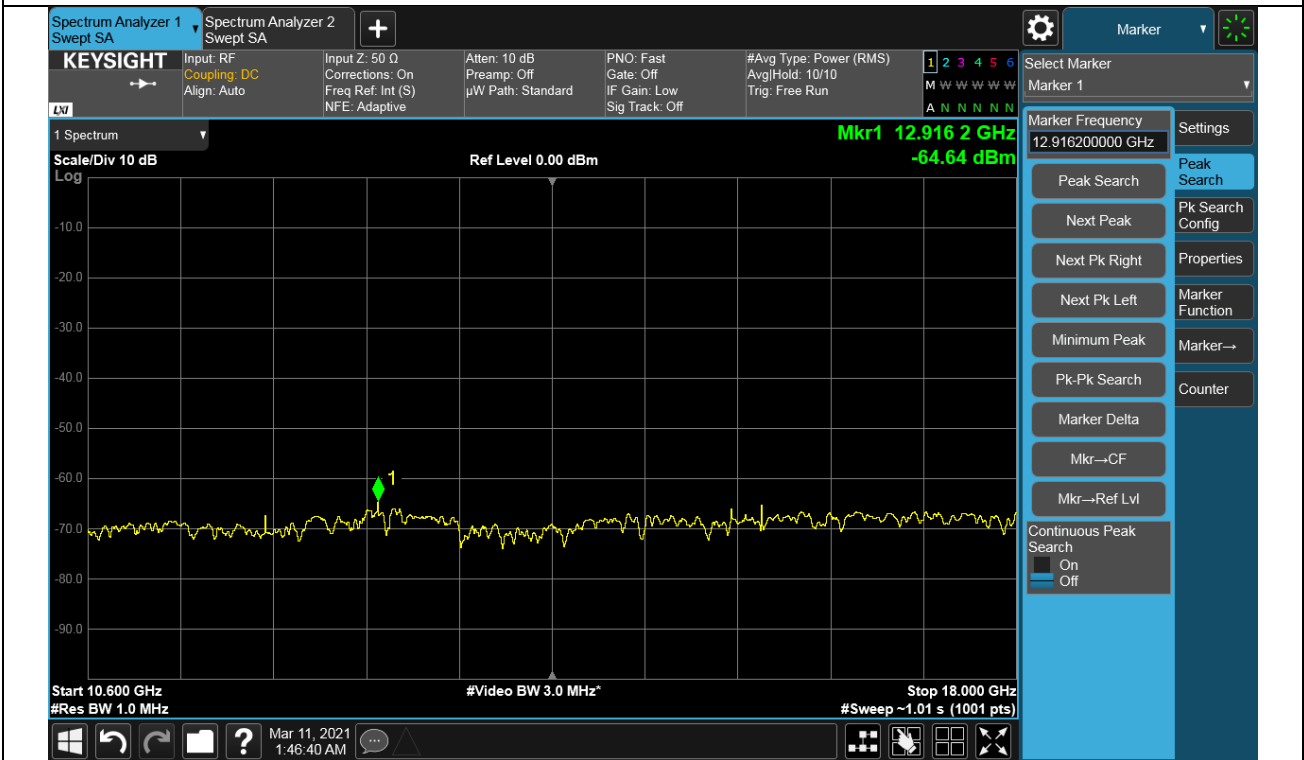 Spectrum Analyzer 1
Swept SA
Spectrum Analyzer 2
Swept SA
Marker
KEYSIGHT
LXI
Input: RF
Coupling: DC
Align: Auto
Input Z: 50 Ω
Corrections: On
Freq Ref: Int (S)
NFE: Adaptive
Atten: 10 dB
Preamp: Off
µW Path: Standard
PNO: Fast
Gate: Off
IF Gain: Low
Sig Track: Off
#Avg Type: Power (RMS)
Avg|Hold: 10/10
Trig: Free Run
1 2 3 4 5 6
M W W W W W
A N N N N N
Select Marker
Marker 1
1 Spectrum
Scale/Div 10 dB
Log
Ref Level 0.00 dBm
Mkr1 12.916 2 GHz
-64.64 dBm
-10.0
-20.0
-30.0
-40.0
-50.0
-60.0
-70.0
-80.0
-90.0
1
Start 10.600 GHz
#Res BW 1.0 MHz
#Video BW 3.0 MHz*
Stop 18.000 GHz
#Sweep ~1.01 s (1001 pts)
Marker Frequency
12.916200000 GHz
Peak Search
Next Peak
Next Pk Right
Next Pk Left
Minimum Peak
Pk-Pk Search
Marker Delta
Mkr→CF
Mkr→Ref Lvl
Continuous Peak
Search
On
Off
Settings
Peak
Search
Pk Search
Config
Properties
Marker
Function
Marker→
Counter
?
Mar 11, 2021
1:46:40 AM